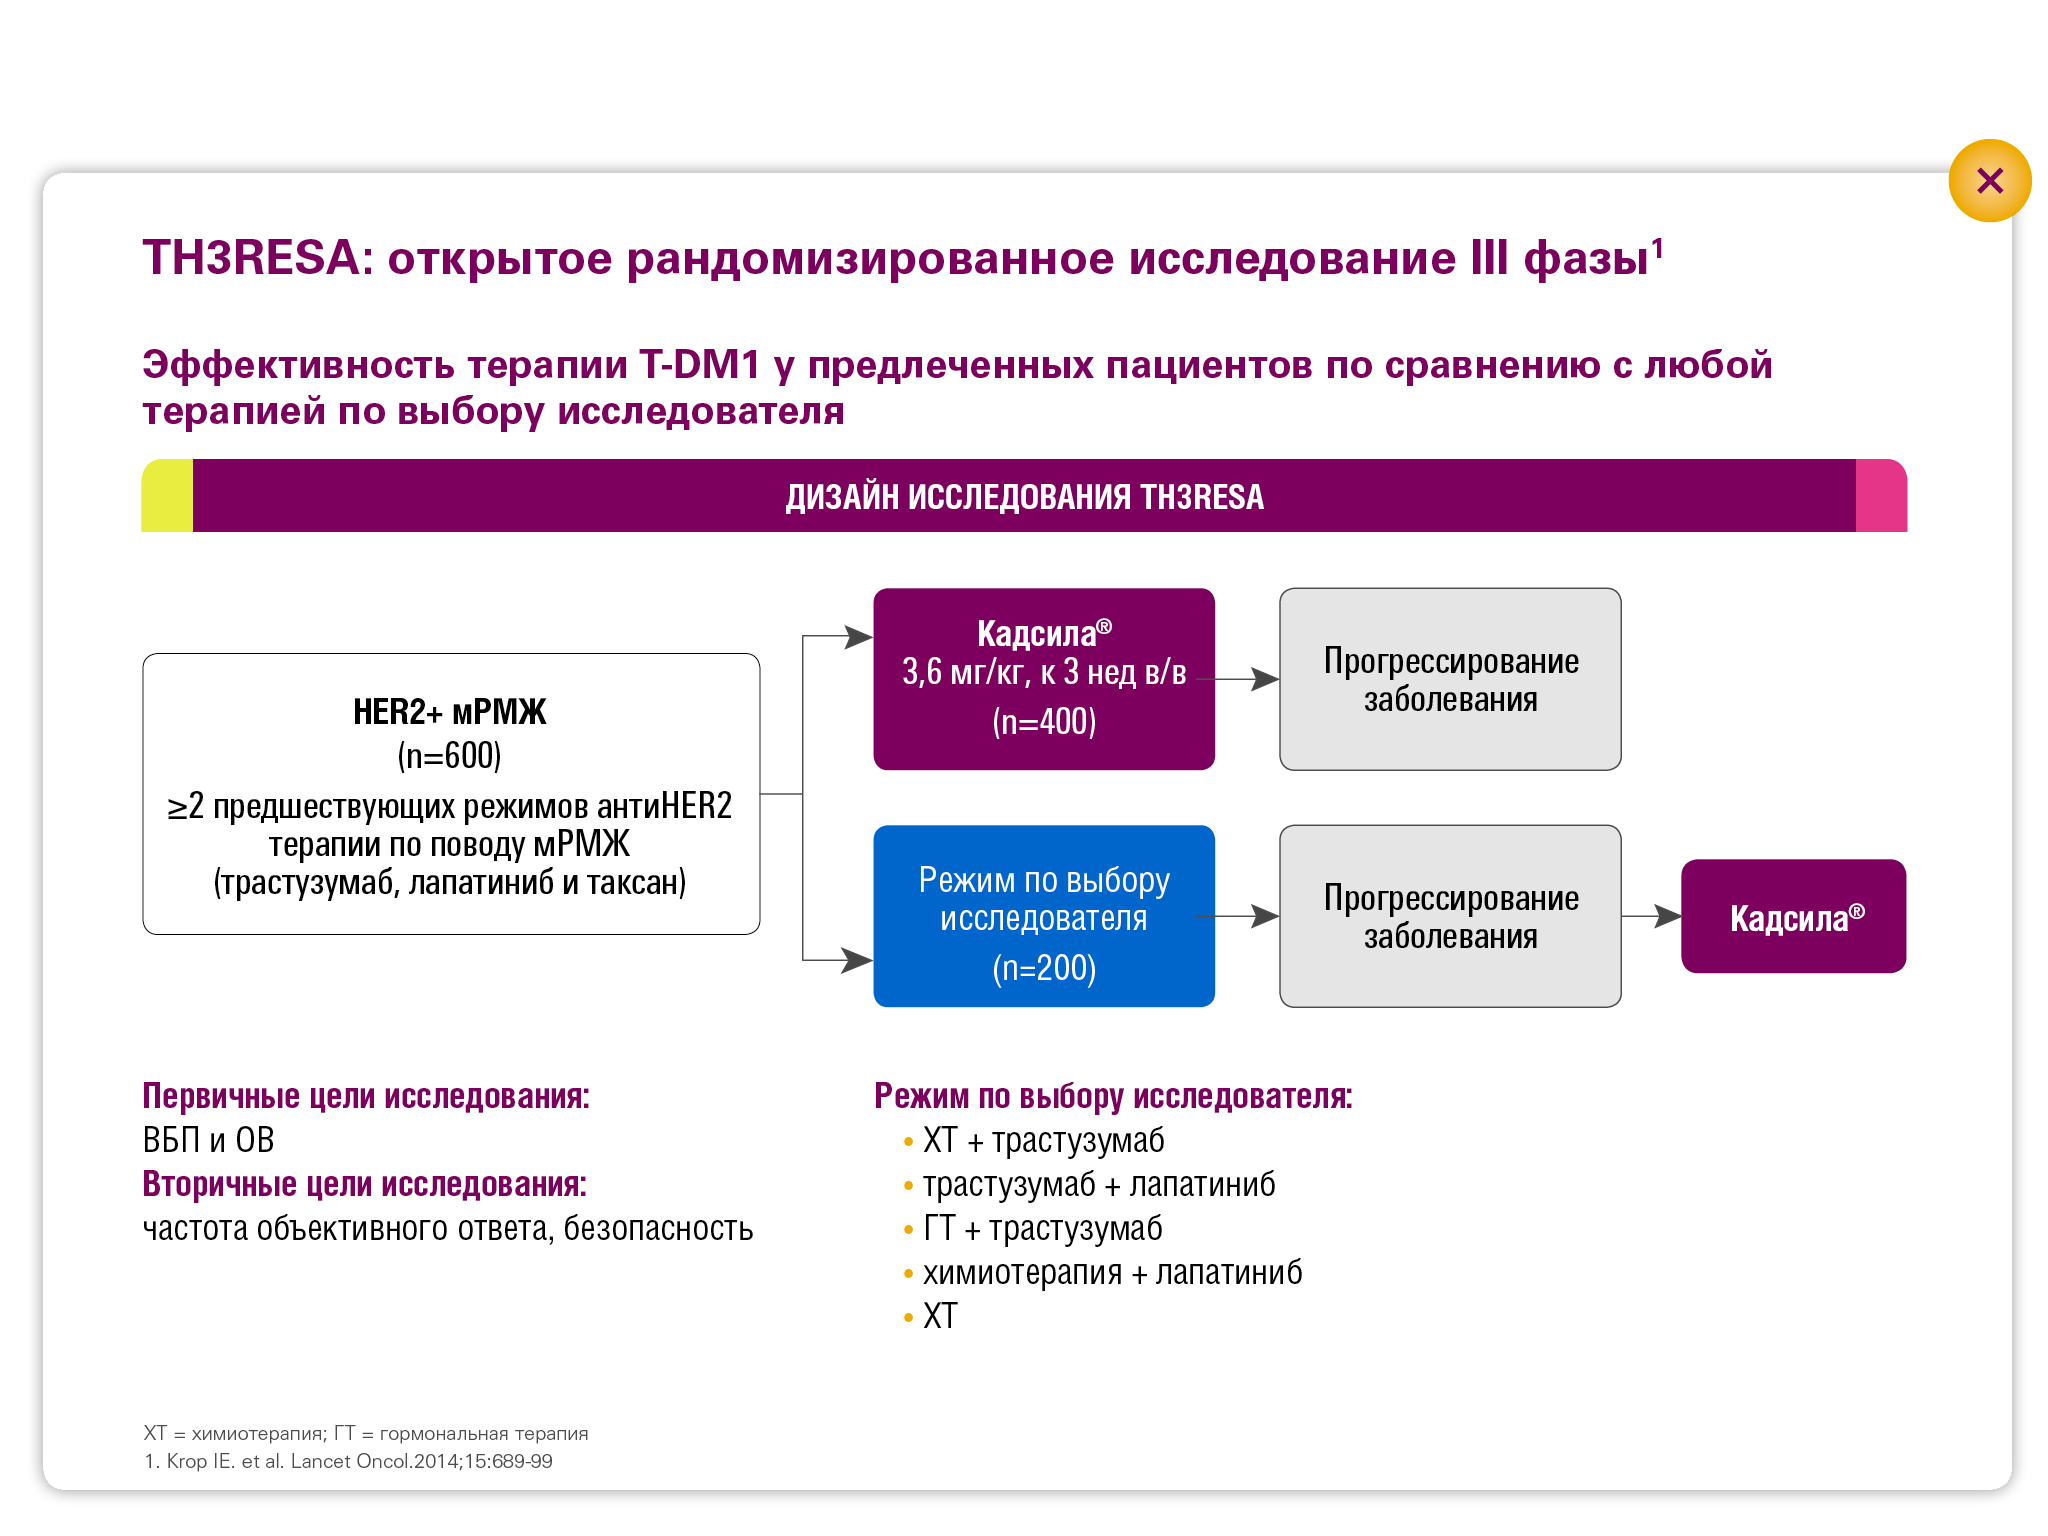 TH3RESA: открытое рандомизированное исследование III фазы¹
Эффективность терапии T-DM1 у предлеченных пациентов по сравнению с любой
терапией по выбору исследователя
ДИЗАЙН ИССЛЕДОВАНИЯ TH3RESA
HER2+ мРМЖ
(n=600)
≥2 предшествующих режимов антиHER2
терапии по поводу мРМЖ
(трастузумаб, лапатиниб и таксан)
Кадсила®
3,6 мг/кг, к 3 нед в/в
(n=400)
Прогрессирование
заболевания
Режим по выбору
исследователя
(n=200)
Прогрессирование
заболевания
Кадсила®
Первичные цели исследования:
ВБП и ОВ
Вторичные цели исследования:
частота объективного ответа, безопасность
Режим по выбору исследователя:
• ХТ + трастузумаб
• трастузумаб + лапатиниб
• ГТ + трастузумаб
• химиотерапия + лапатиниб
• ХТ
ХТ = химиотерапия; ГТ = гормональная терапия
1. Krop IE. et al. Lancet Oncol.2014;15:689-99